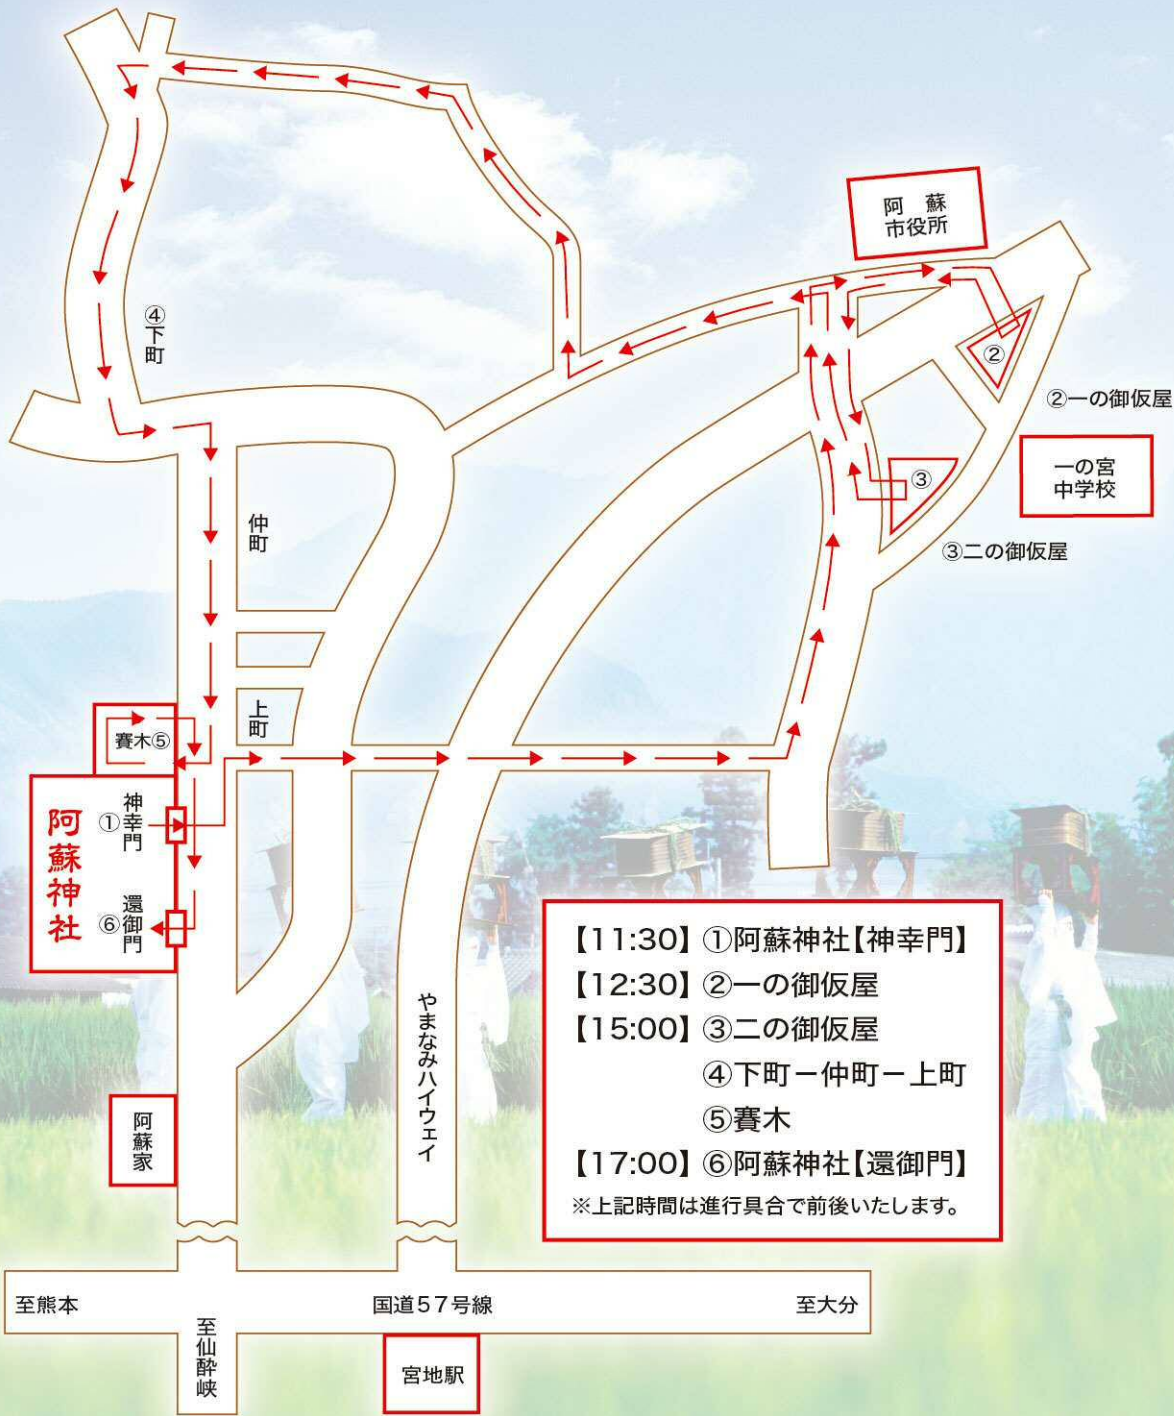 阿 蘇
市役所
④下町
②
②一の御仮屋
一の宮
中学校
③
③二の御仮屋
仲町
上町
賽木⑤
阿蘇神社
①神幸門
⑥還御門
【11:30】①阿蘇神社【神幸門】
【12:30】②一の御仮屋
【15:00】③二の御仮屋
④下町－仲町－上町
⑤賽木
【17:00】⑥阿蘇神社【還御門】
※上記時間は進行具合で前後いたします。
やまなみハイウェイ
阿蘇家
至熊本
国道57号線
至大分
至仙酔峡
宮地駅